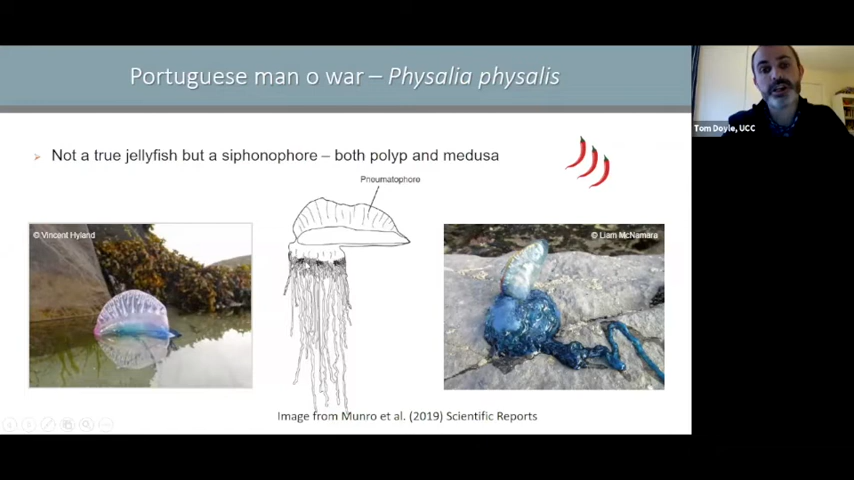 Portuguese man o war – Physalia physalis
Tom Doyle, UCC
Not a true jellyfish but a siphonophore – both polyp and medusa
Pneumatophore
© Vincent Hyland
© Liam McNamara
Image from Munro et al. (2019) Scientific Reports